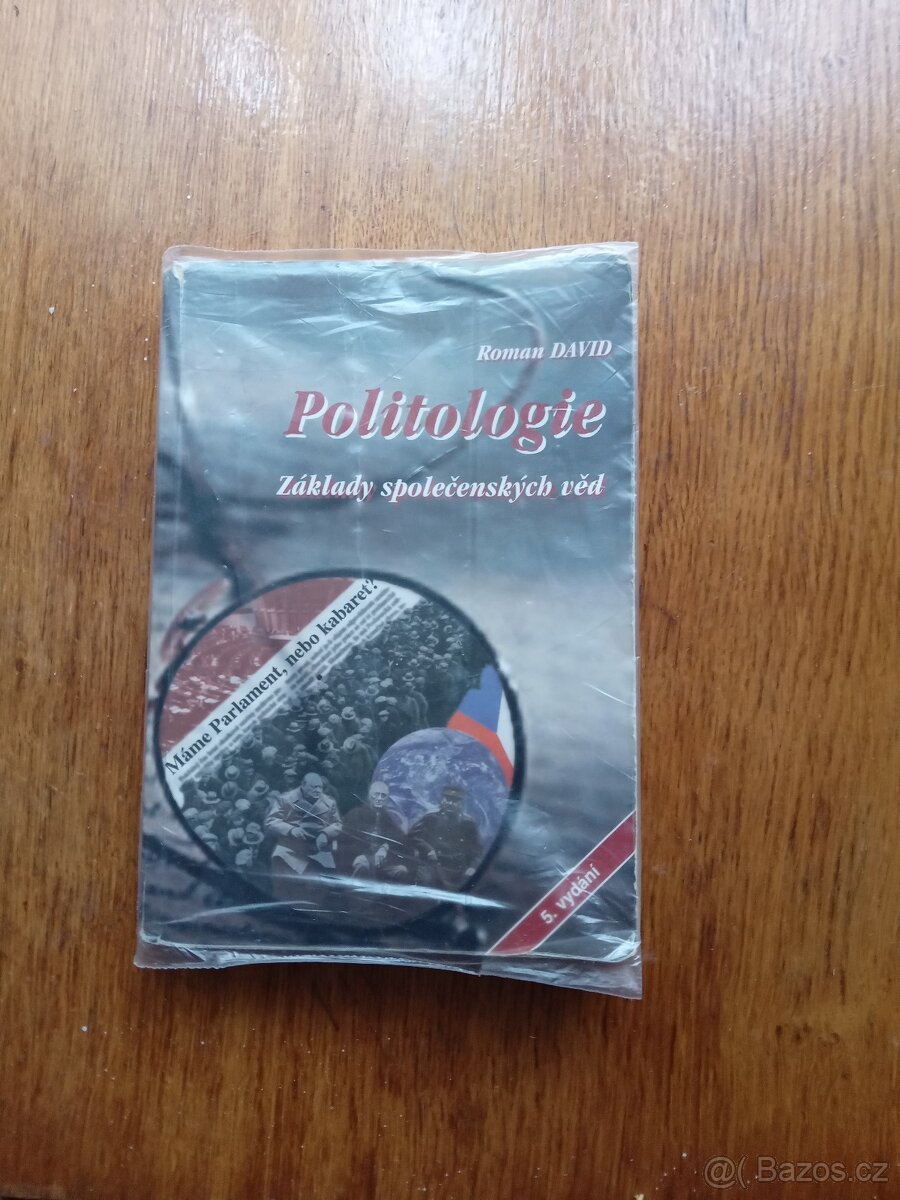 Roman DAVID
Politologie
Základy společenských věd
Máme Parlament, nebo kabaret?
5. vydání
@( Bazos.cz